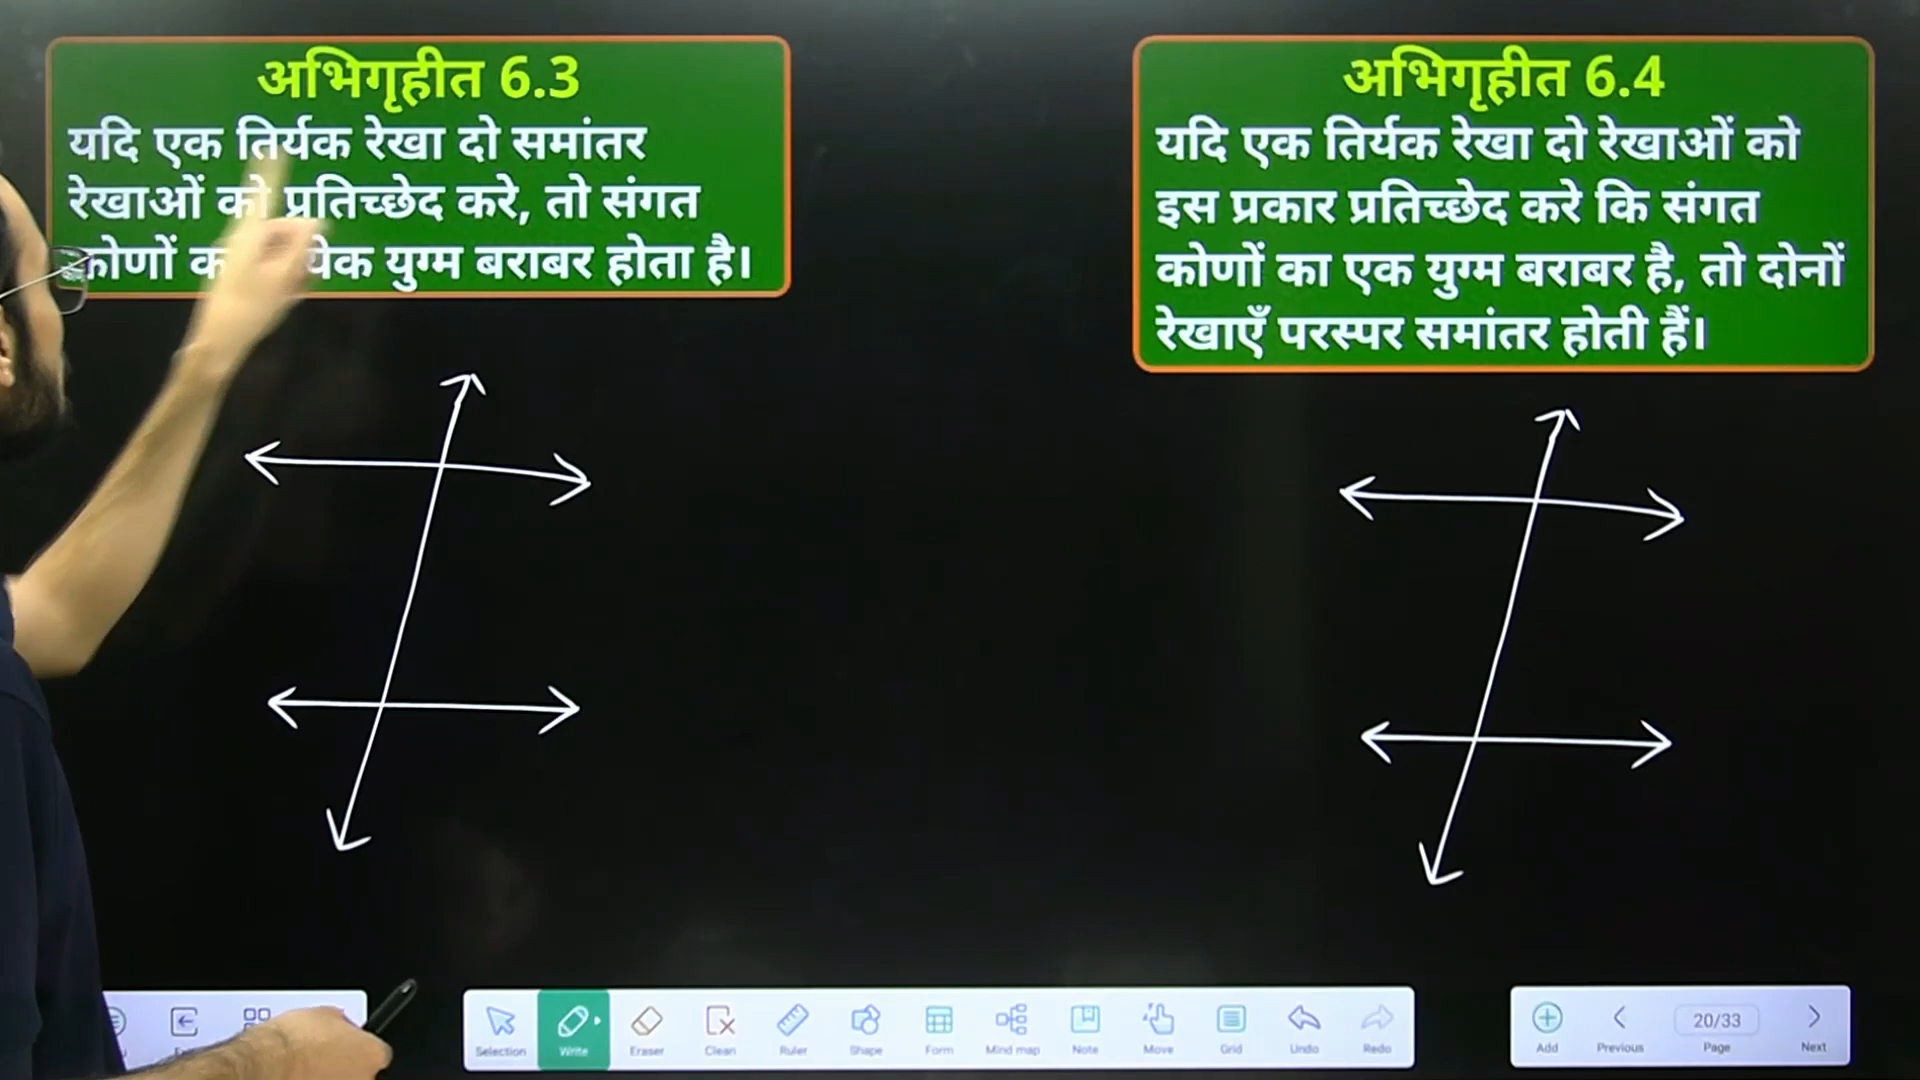 अभिगृहीत 6.3
यदि एक तिर्यक रेखा दो समांतर
रेखाओं को प्रतिच्छेद करे, तो संगत
कोणों युग्म बराबर होता है।
अभिगृहीत 6.4
यदि एक तिर्यक रेखा दो रेखाओं को
इस प्रकार प्रतिच्छेद करे कि संगत
कोणों का एक युग्म बराबर है, तो दोनों
रेखाएँ परस्पर समांतर होती हैं।
Selection Write Eraser Clean Ruler Shape Form Mind map Note Move Grid Undo Redo
Add Previous Page Next
20/33